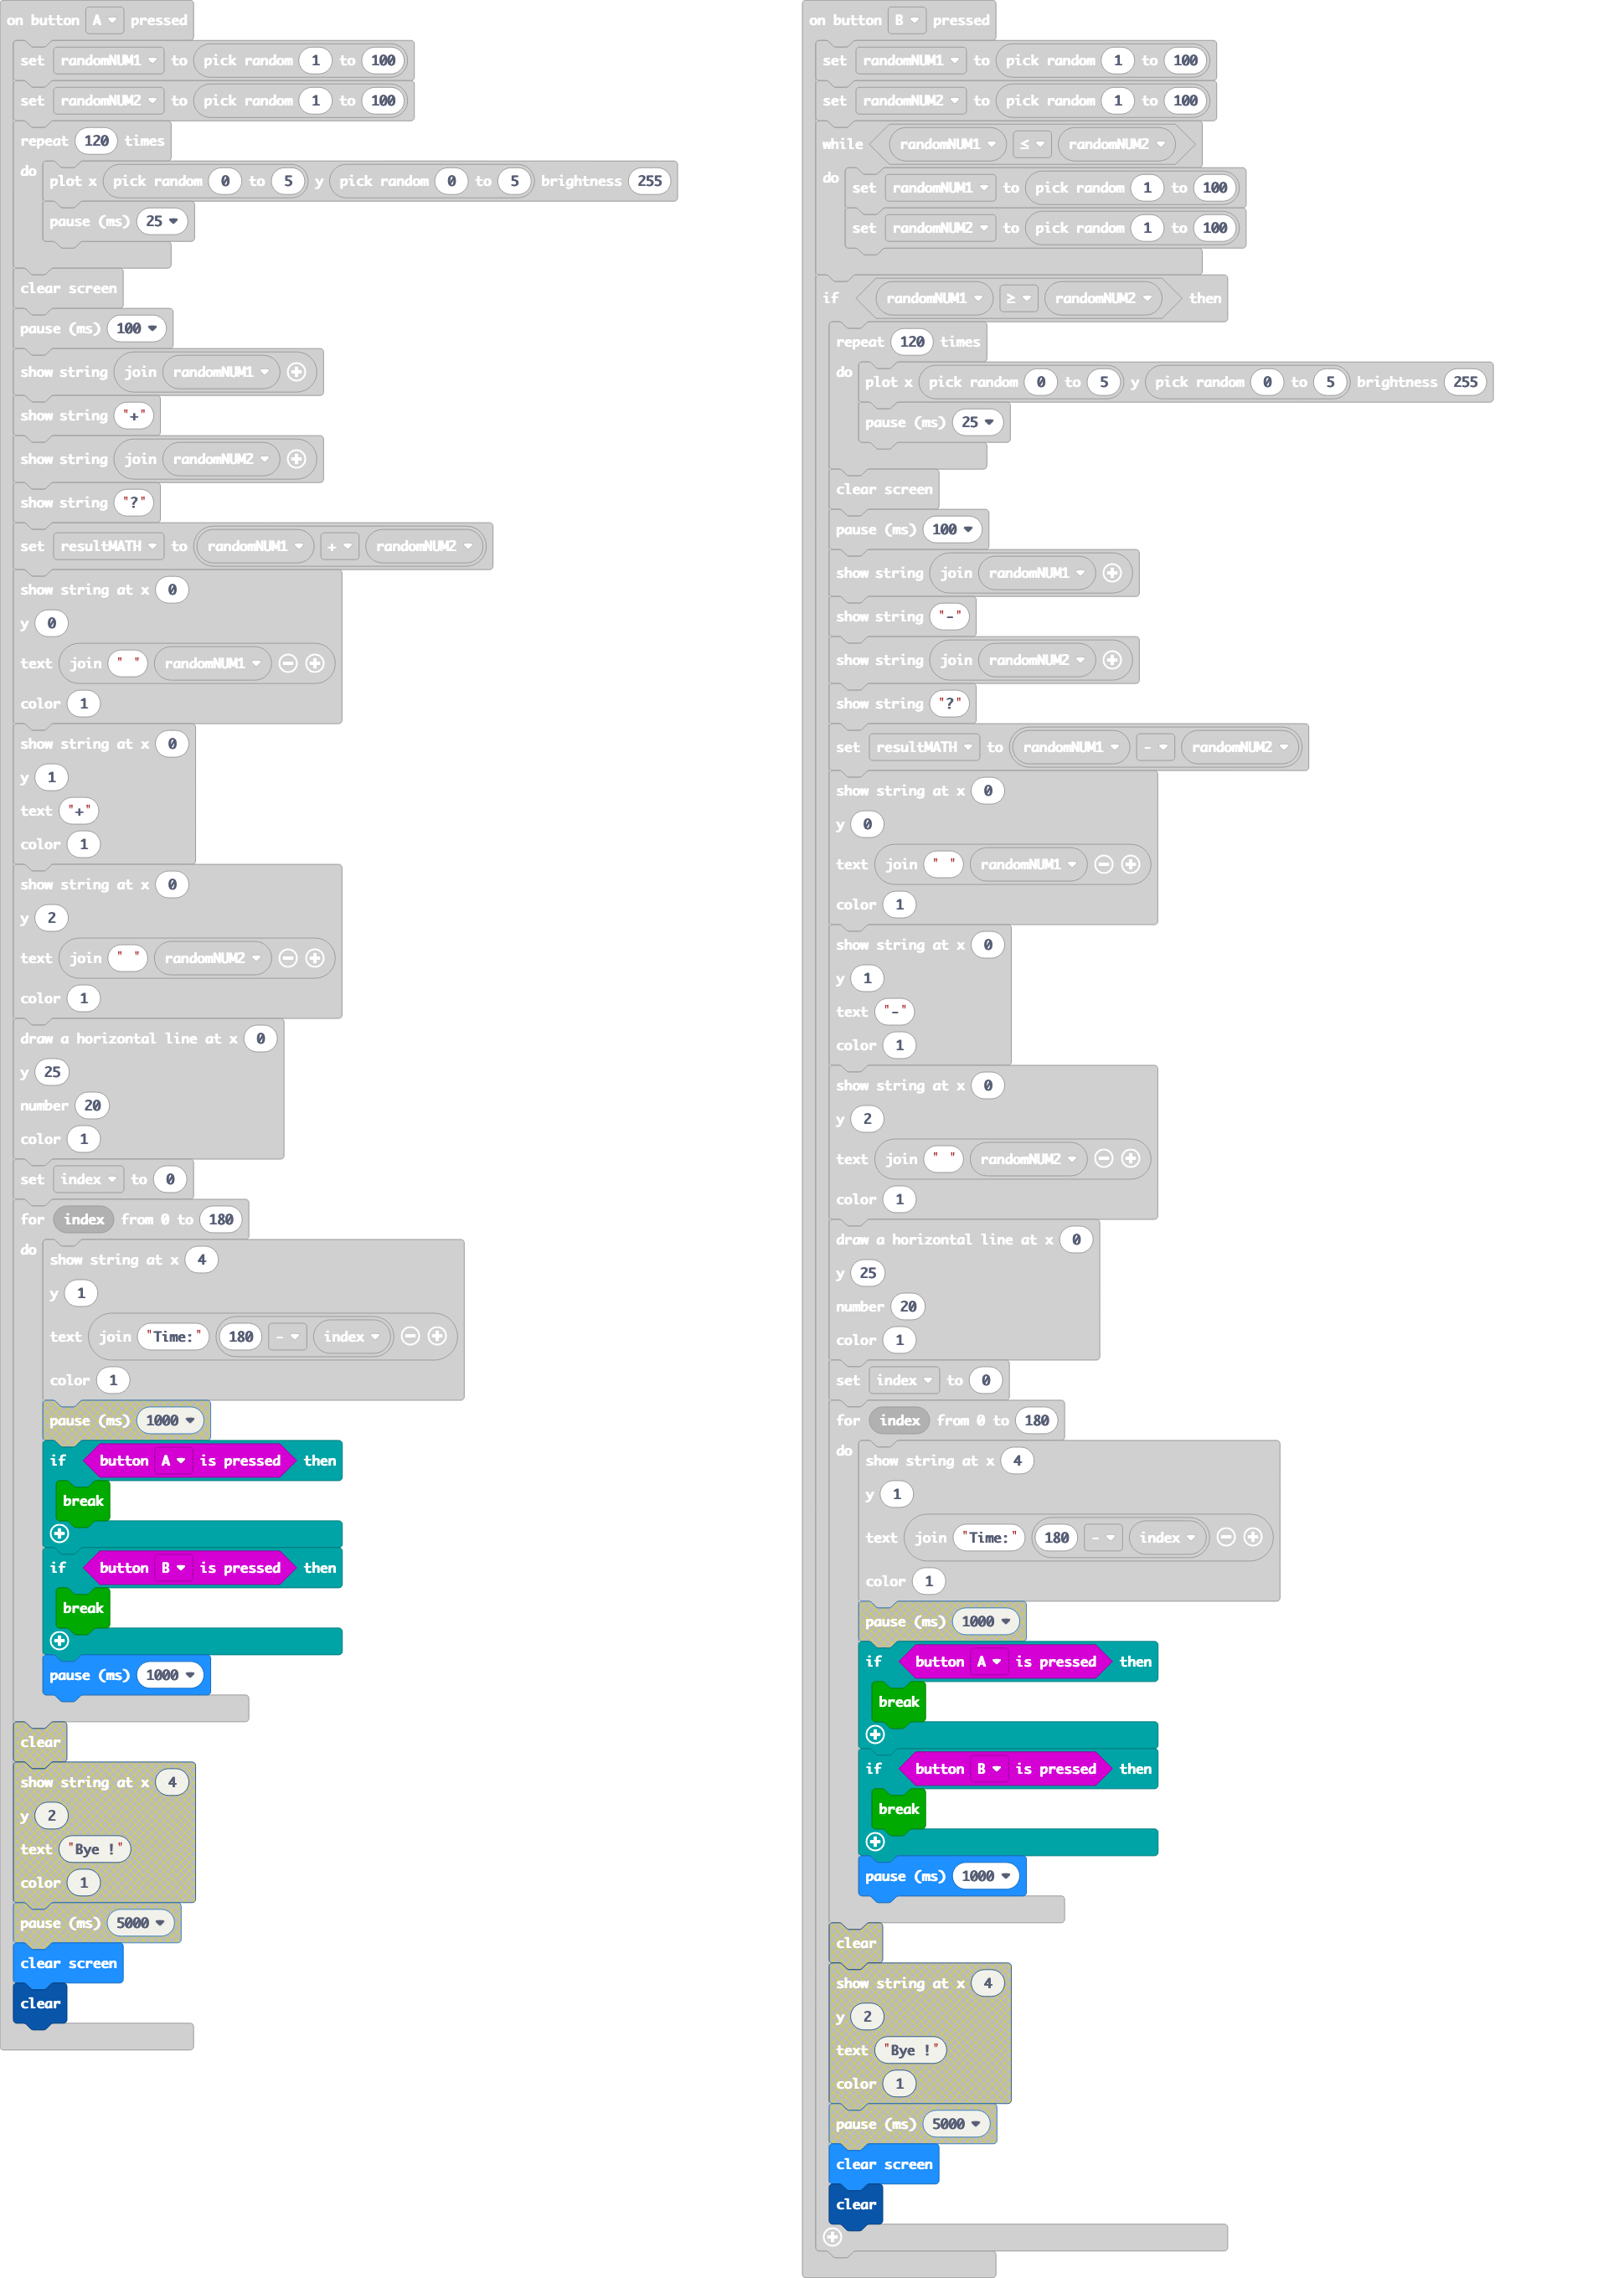 on button A pressed
set randomNUM1 to pick random 1 to 100
set randomNUM2 to pick random 1 to 100
repeat 120 times
do plot x pick random 0 to 5 y pick random 0 to 5 brightness 255
pause (ms) 25
clear screen
pause (ms) 100
show string join randomNUM1
show string "+"
show string join randomNUM2
show string "?"
set resultMATH to randomNUM1 + randomNUM2
show string at x 0
y 0
text join " " randomNUM1
color 1
show string at x 0
y 1
text "+"
color 1
show string at x 0
y 2
text join " " randomNUM2
color 1
draw a horizontal line at x 0
y 25
number 20
color 1
set index to 0
for index from 0 to 180
do show string at x 4
y 1
text join "Time:" 180 - index
color 1
pause (ms) 1000
if button A is pressed then
break
if button B is pressed then
break
pause (ms) 1000
clear
show string at x 4
y 2
text "Bye !"
color 1
pause (ms) 5000
clear screen
clear
on button B pressed
set randomNUM1 to pick random 1 to 100
set randomNUM2 to pick random 1 to 100
while randomNUM1 ≤ randomNUM2
do set randomNUM1 to pick random 1 to 100
set randomNUM2 to pick random 1 to 100
if randomNUM1 ≥ randomNUM2 then
repeat 120 times
do plot x pick random 0 to 5 y pick random 0 to 5 brightness 255
pause (ms) 25
clear screen
pause (ms) 100
show string join randomNUM1
show string "-"
show string join randomNUM2
show string "?"
set resultMATH to randomNUM1 - randomNUM2
show string at x 0
y 0
text join " " randomNUM1
color 1
show string at x 0
y 1
text "-"
color 1
show string at x 0
y 2
text join " " randomNUM2
color 1
draw a horizontal line at x 0
y 25
number 20
color 1
set index to 0
for index from 0 to 180
do show string at x 4
y 1
text join "Time:" 180 - index
color 1
pause (ms) 1000
if button A is pressed then
break
if button B is pressed then
break
pause (ms) 1000
clear
show string at x 4
y 2
text "Bye !"
color 1
pause (ms) 5000
clear screen
clear